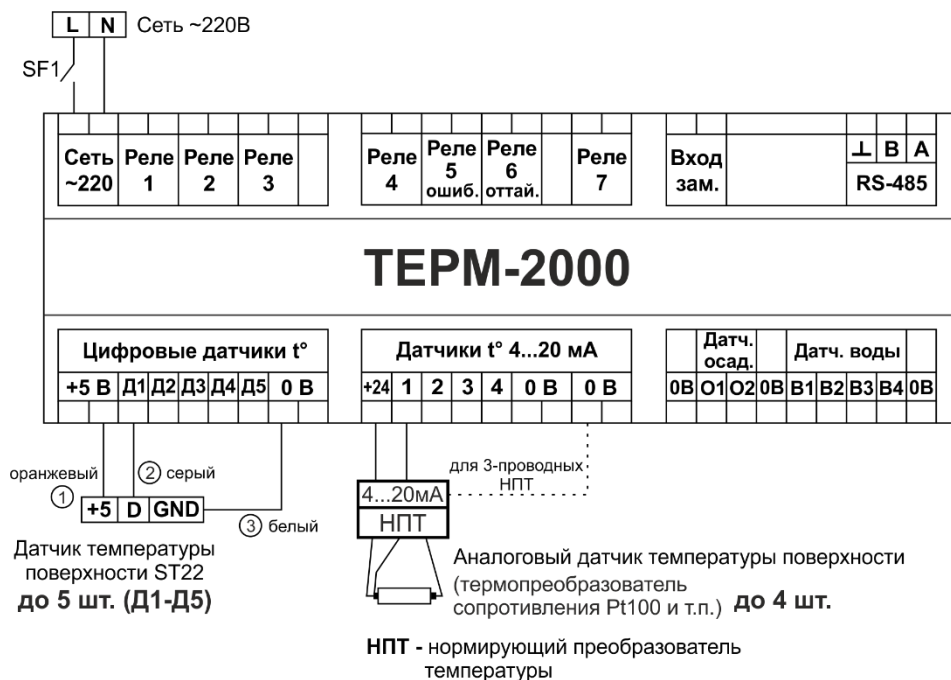 L N Сеть ~220В
SF1
Сеть ~220 Реле 1 Реле 2 Реле 3
Реле 4 Реле 5 ошиб. Реле 6 оттай. Реле 7
Вход зам.
⊥ B A
RS-485
ТЕРМ-2000
Цифровые датчики t°
+5 В Д1 Д2 Д3 Д4 Д5 0 В
Датчики t° 4...20 мА
+24 1 2 3 4 0 В 0 В
Датч. осад. Датч. воды
0В О1 О2 0В В1 В2 В3 В4 0В
оранжевый
1
2 серый
+5 D GND
3 белый
Датчик температуры
поверхности ST22
до 5 шт. (Д1-Д5)
для 3-проводных
НПТ
4...20мА
НПТ
Аналоговый датчик температуры поверхности
(термопреобразователь
сопротивления Pt100 и т.п.) до 4 шт.
НПТ - нормирующий преобразователь
температуры